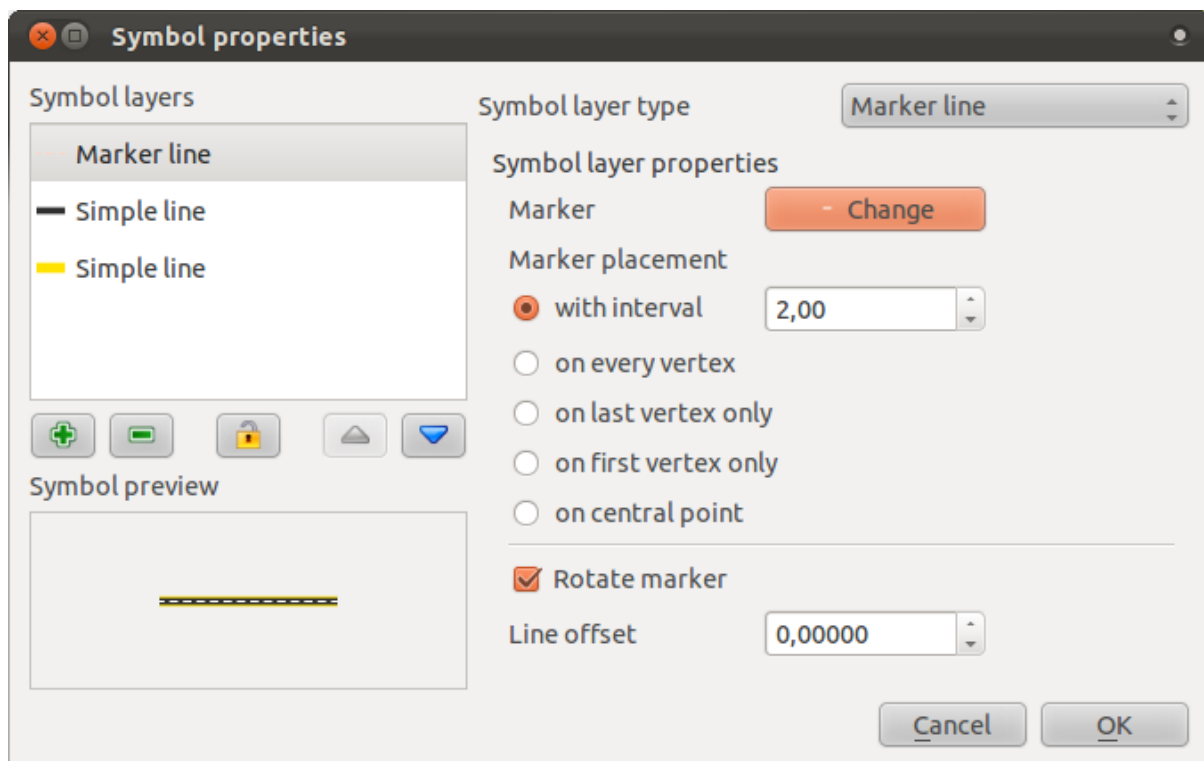 Symbol properties
Symbol layers
Marker line
Simple line
Simple line
Symbol preview
Symbol layer type
Marker line
Symbol layer properties
Marker
Change
Marker placement
with interval
2,00
on every vertex
on last vertex only
on first vertex only
on central point
Rotate marker
Line offset
0,00000
Cancel
OK